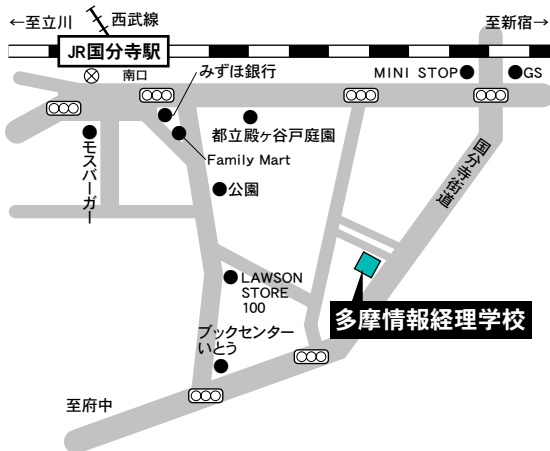 ←至立川
西武線
至新宿→
JR国分寺駅
南口
みずほ銀行
MINI STOP
GS
都立殿ヶ谷戸庭園
Family Mart
モスバーガー
公園
国分寺街道
LAWSON
STORE
100
多摩情報経理学校
ブックセンター
いとう
至府中